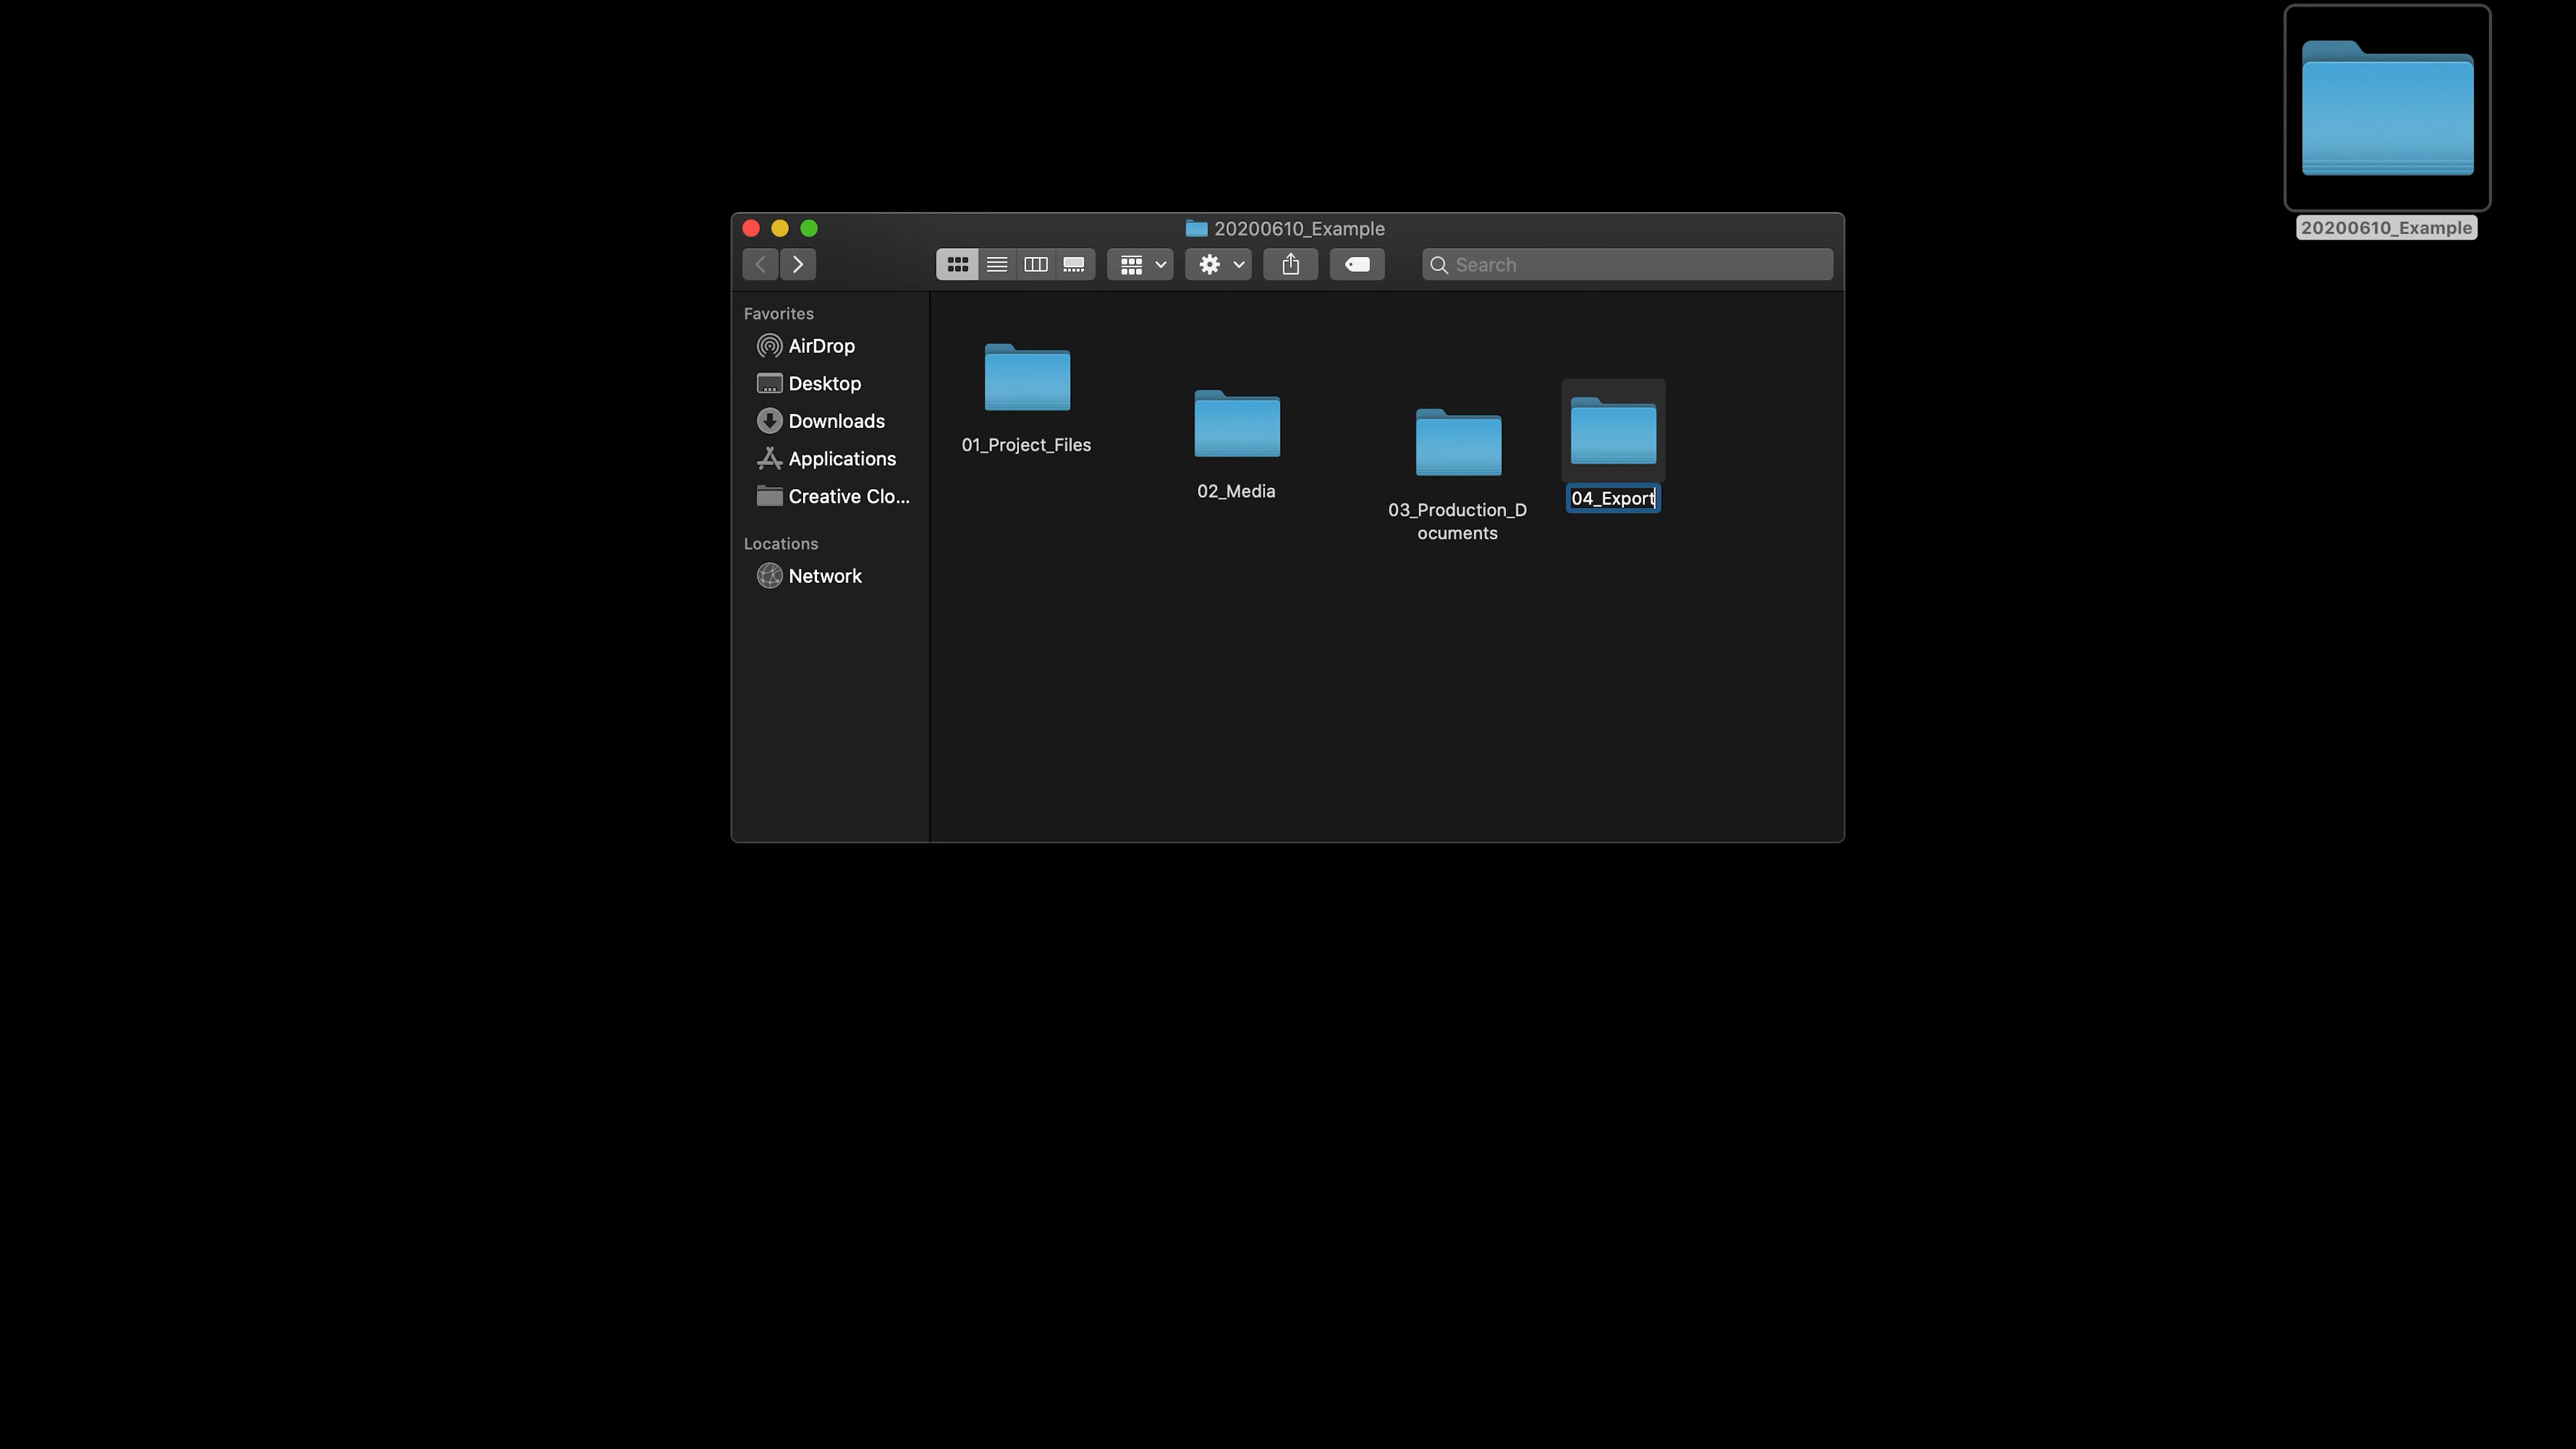 20200610_Example
20200610_Example
Search
Favorites
AirDrop
Desktop
Downloads
Applications
Creative Clo...
Locations
Network
01_Project_Files
02_Media
03_Production_D
ocuments
04_Export